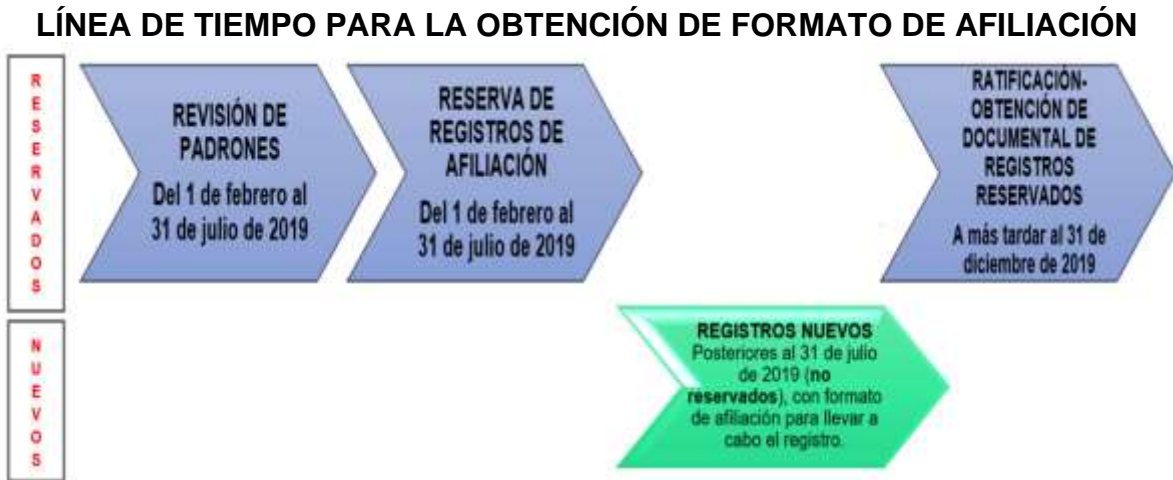 LÍNEA DE TIEMPO PARA LA OBTENCIÓN DE FORMATO DE AFILIACIÓN
RESERVADOS
REVISIÓN DE
PADRONES
Del 1 de febrero al
31 de julio de 2019
RESERVA DE
REGISTROS DE
AFILIACIÓN
Del 1 de febrero al
31 de julio de 2019
RATIFICACIÓN-
OBTENCIÓN DE
DOCUMENTAL DE
REGISTROS
RESERVADOS
A más tardar al 31 de
diciembre de 2019
NUEVOS
REGISTROS NUEVOS
Posteriores al 31 de julio
de 2019 (no
reservados), con formato
de afiliación para llevar a
cabo el registro.